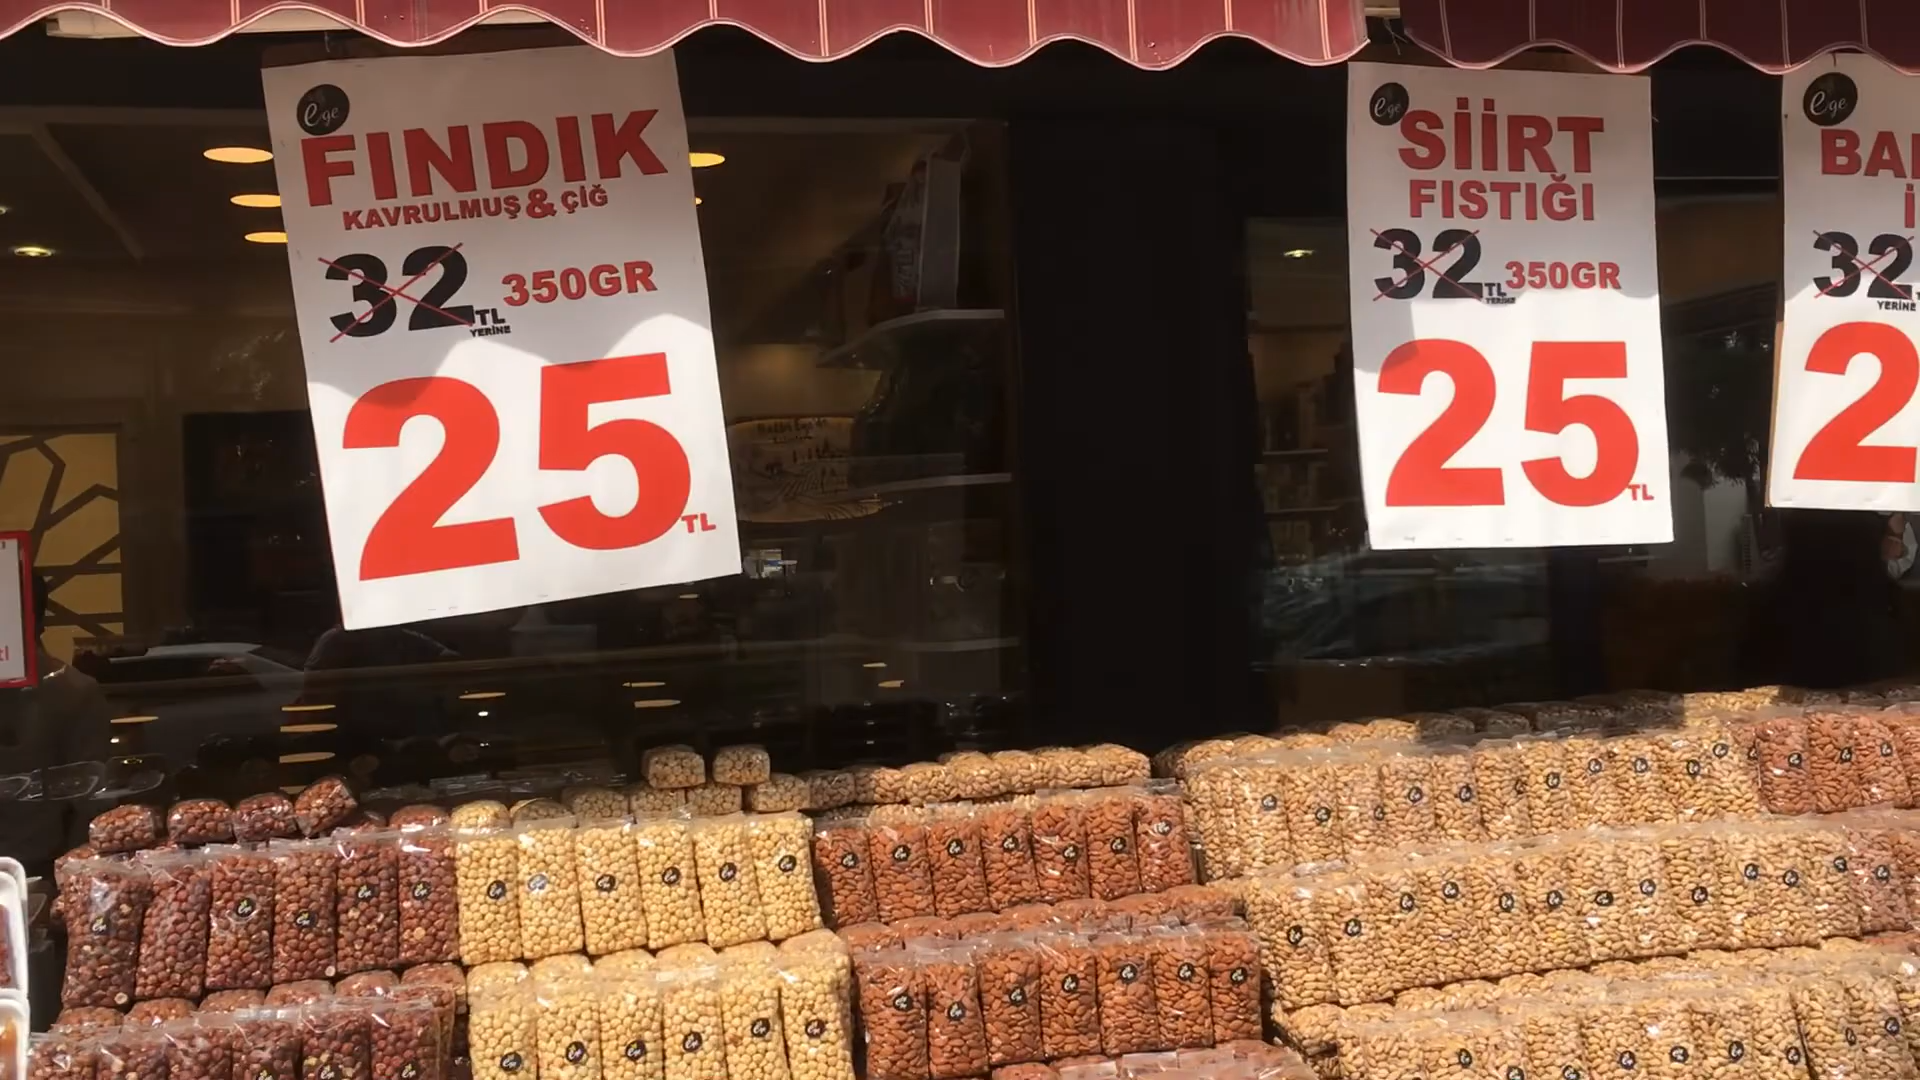 ege
FINDIK
KAVRULMUŞ & ÇİĞ
32 TL YERİNE 350GR
25 TL
ege
SİİRT
FISTIĞI
32 TL YERİNE 350GR
25 TL
ege
32
YERİNE
2
tl